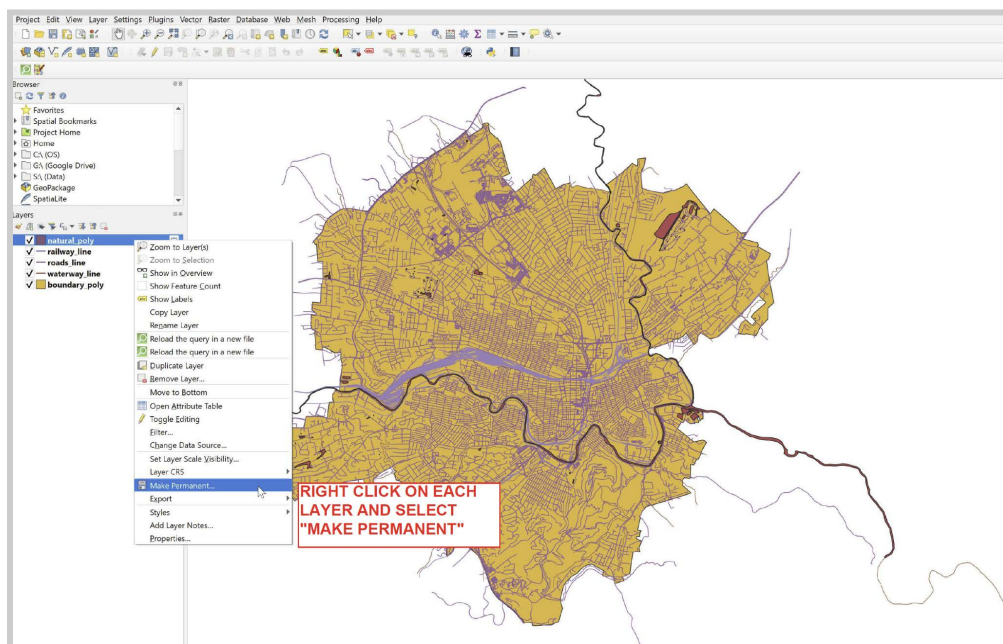 Project Edit View Layer Settings Plugins Vector Raster Database Web Mesh Processing Help
Browser
Favorites
Spatial Bookmarks
Project Home
Home
C:\ (OS)
G:\ (Google Drive)
S:\ (Data)
GeoPackage
SpatiaLite
Layers
natural_poly
railway_line
roads_line
waterway_line
boundary_poly
Zoom to Layer(s)
Zoom to Selection
Show in Overview
Show Feature Count
Show Labels
Copy Layer
Rename Layer
Reload the query in a new file
Reload the query in a new file
Duplicate Layer
Remove Layer...
Move to Bottom
Open Attribute Table
Toggle Editing
Filter...
Change Data Source...
Set Layer Scale Visibility...
Layer CRS
Make Permanent...
Export
Styles
Add Layer Notes...
Properties...
RIGHT CLICK ON EACH
LAYER AND SELECT
"MAKE PERMANENT"